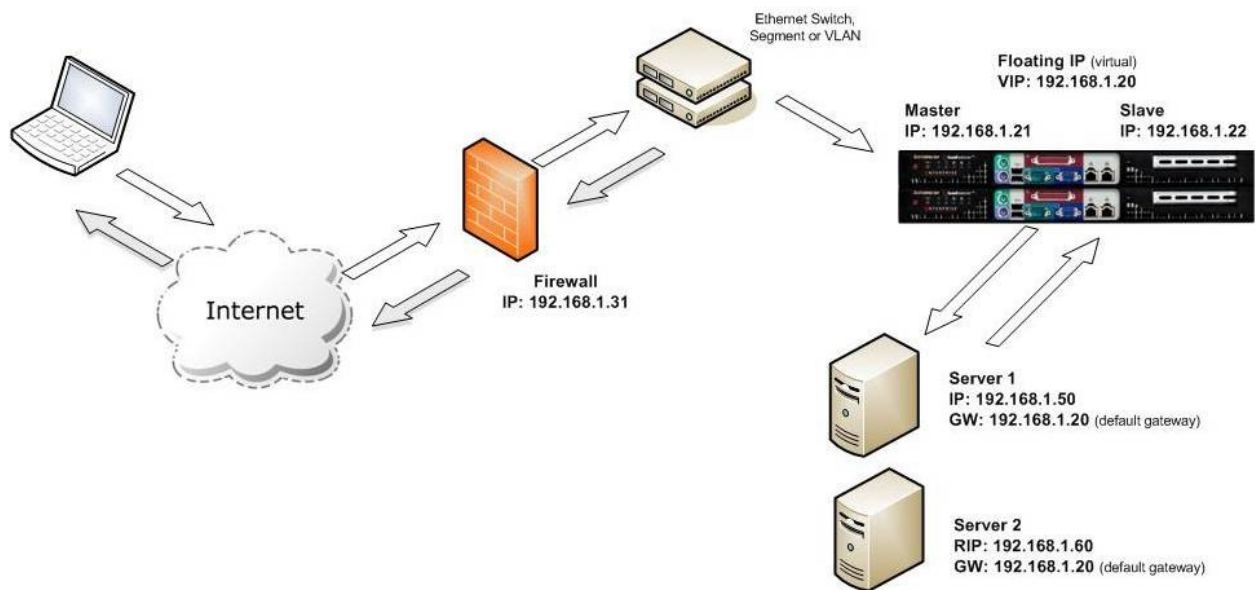 Ethernet Switch,
Segment or VLAN
Floating IP (virtual)
VIP: 192.168.1.20
Master
IP: 192.168.1.21
Slave
IP: 192.168.1.22
Internet
Firewall
IP: 192.168.1.31
Server 1
IP: 192.168.1.50
GW: 192.168.1.20 (default gateway)
Server 2
RIP: 192.168.1.60
GW: 192.168.1.20 (default gateway)